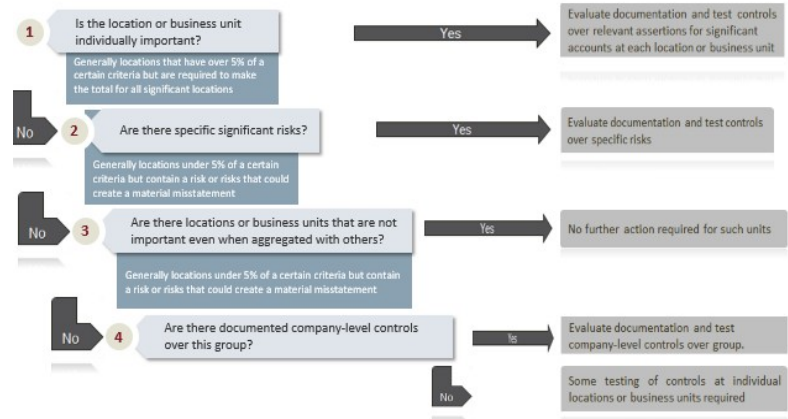 1
Is the location or business unit
individually important?
Yes
Evaluate documentation and test controls
over relevant assertions for significant
accounts at each location or business unit
Generally locations that have over 5% of a
certain criteria but are required to make
the total for all significant locations
No
2
Are there specific significant risks?
Yes
Evaluate documentation and test controls
over specific risks
Generally locations under 5% of a certain
criteria but contain a risk or risks that could
create a material misstatement
No
3
Are there locations or business units that are not
important even when aggregated with others?
Yes
No further action required for such units
Generally locations under 5% of a certain criteria but contain
a risk or risks that could create a material misstatement
No
4
Are there documented company-level controls
over this group?
Yes
Evaluate documentation and test
company-level controls over group.
No
Some testing of controls at individual
locations or business units required